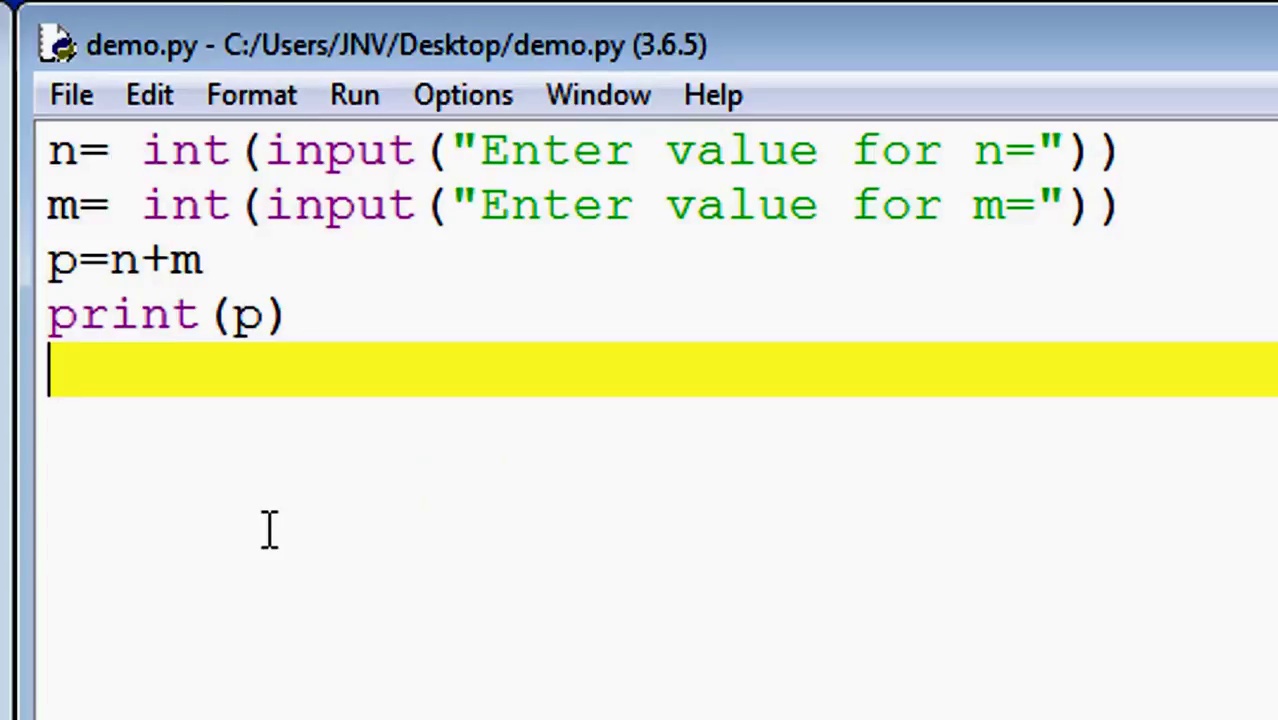 demo.py - C:/Users/JNV/Desktop/demo.py (3.6.5)
File Edit Format Run Options Window Help
n= int(input("Enter value for n="))
m= int(input("Enter value for m="))
p=n+m
print(p)